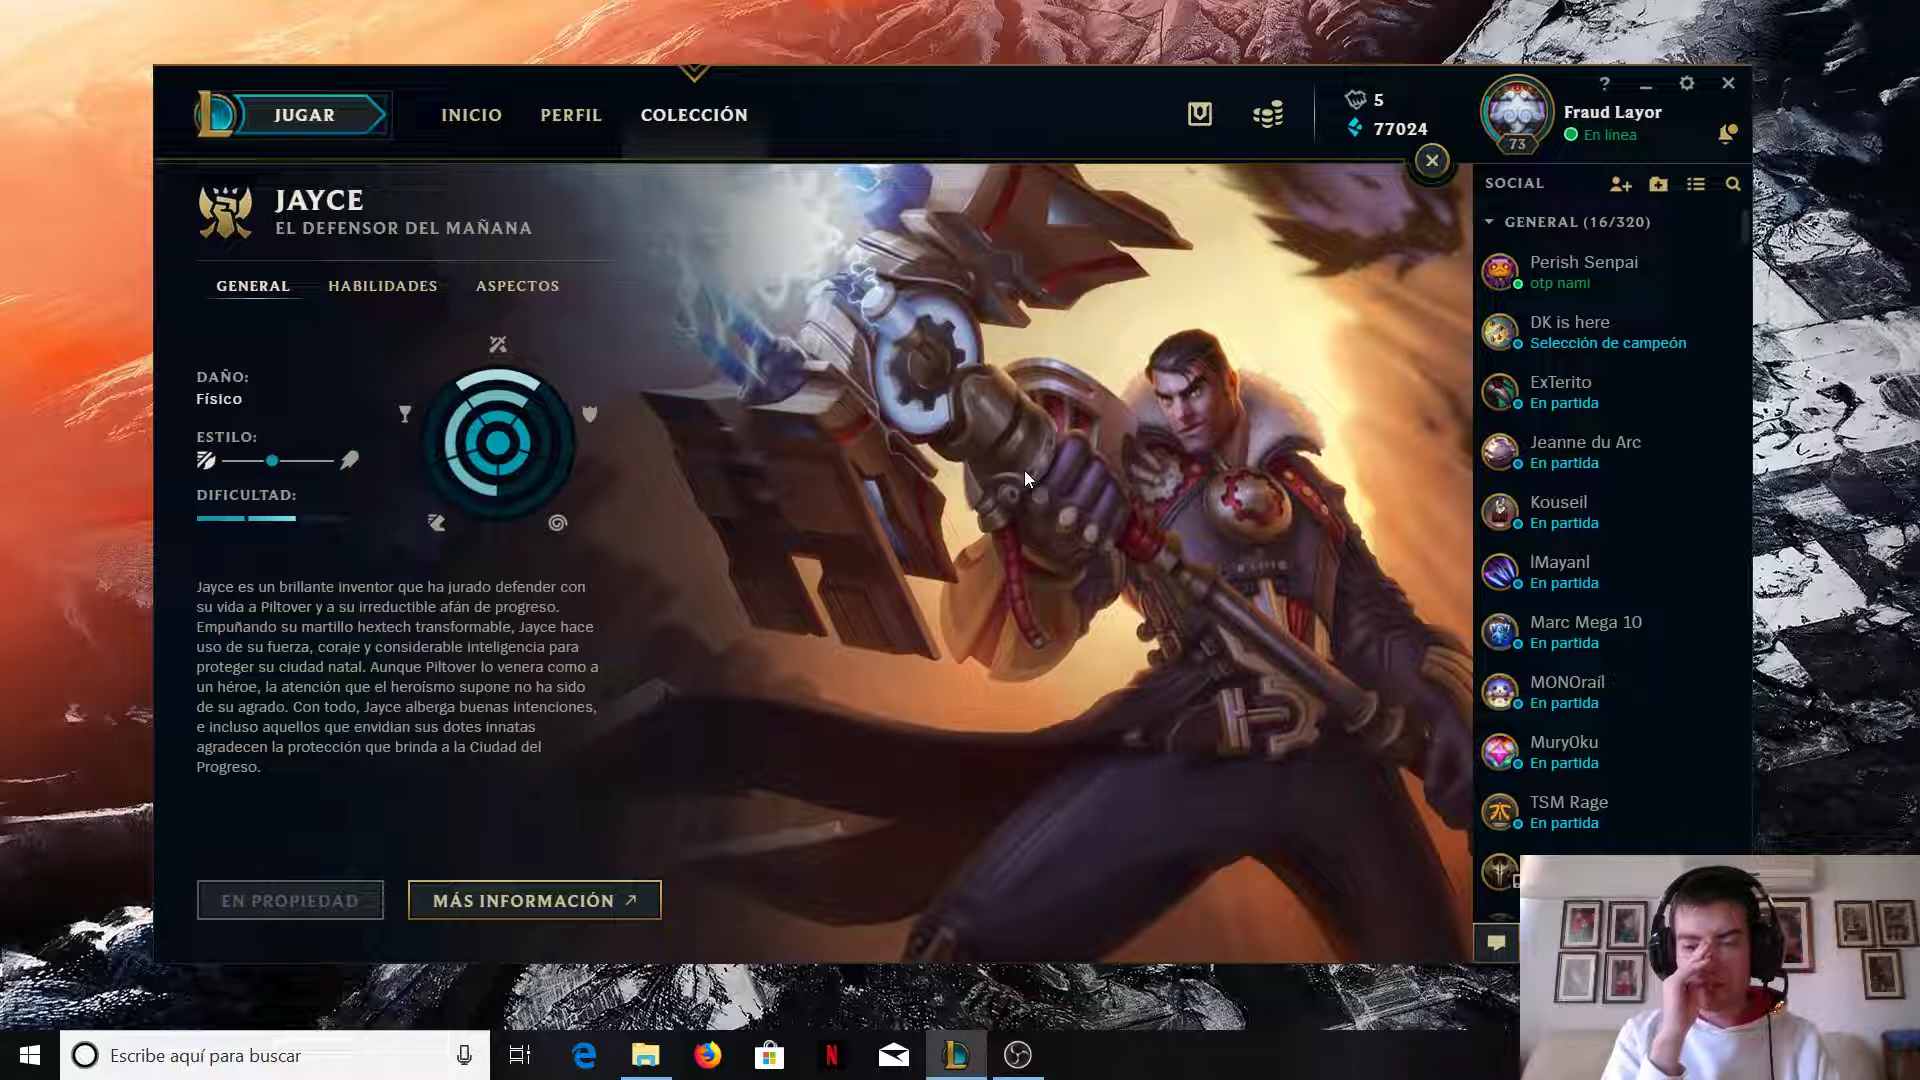 JUGAR
INICIO
PERFIL
COLECCIÓN
5
77024
73
?
Fraud Layor
En línea
JAYCE
EL DEFENSOR DEL MAÑANA
GENERAL
HABILIDADES
ASPECTOS
DAÑO:
Físico
ESTILO:
DIFICULTAD:
Jayce es un brillante inventor que ha jurado defender con
su vida a Piltover y a su irreductible afán de progreso.
Empuñando su martillo hextech transformable, Jayce hace
uso de su fuerza, coraje y considerable inteligencia para
proteger su ciudad natal. Aunque Piltover lo venera como a
un héroe, la atención que el heroísmo supone no ha sido
de su agrado. Con todo, Jayce alberga buenas intenciones,
e incluso aquellos que envidian sus dotes innatas
agradecen la protección que brinda a la Ciudad del
Progreso.
EN PROPIEDAD
MÁS INFORMACIÓN
SOCIAL
GENERAL (16/320)
Perish Senpai
otp nami
DK is here
Selección de campeón
ExTerito
En partida
Jeanne du Arc
En partida
Kouseil
En partida
lMayanl
En partida
Marc Mega 10
En partida
MONOraíl
En partida
MuryOku
En partida
TSM Rage
En partida
Escribe aquí para buscar